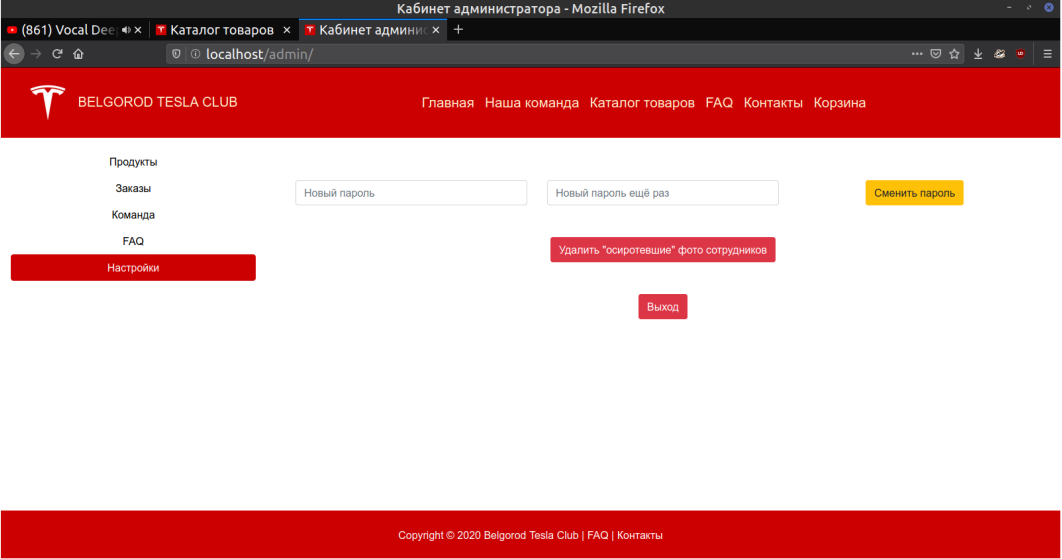 Кабинет администратора - Mozilla Firefox
(861) Vocal Dee
Каталог товаров
Кабинет админис
localhost/admin/
BELGOROD TESLA CLUB
Главная Наша команда Каталог товаров FAQ Контакты Корзина
Продукты
Заказы
Команда
FAQ
Настройки
Новый пароль
Новый пароль ещё раз
Сменить пароль
Удалить "осиротевшие" фото сотрудников
Выход
Copyright © 2020 Belgorod Tesla Club | FAQ | Контакты